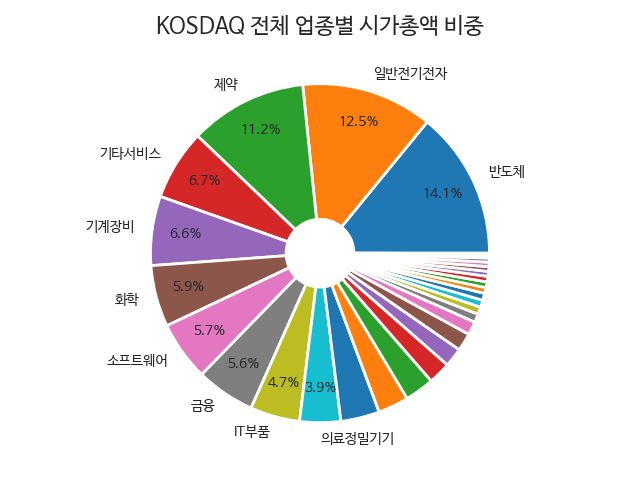 KOSDAQ 전체 업종별 시가총액 비중
반도체
14.1%
일반전기전자
12.5%
제약
11.2%
기타서비스
6.7%
기계장비
6.6%
화학
5.9%
소프트웨어
5.7%
금융
5.6%
IT부품
4.7%
의료정밀기기
3.9%